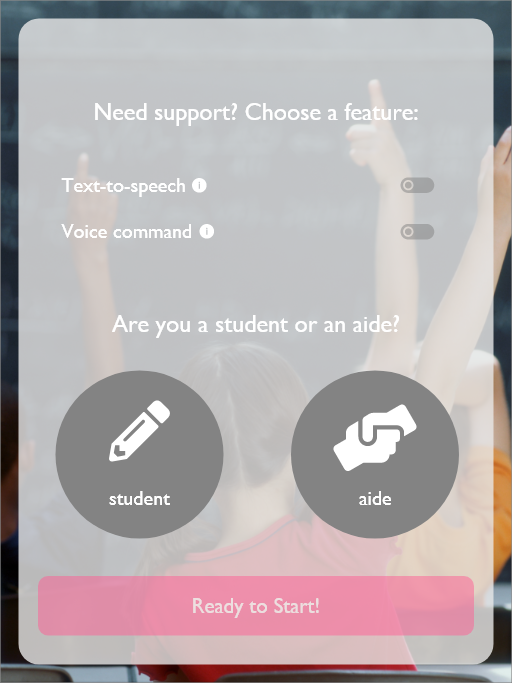 Need support? Choose a feature:
Text-to-speech
Voice command
Are you a student or an aide?
student
aide
Ready to Start!